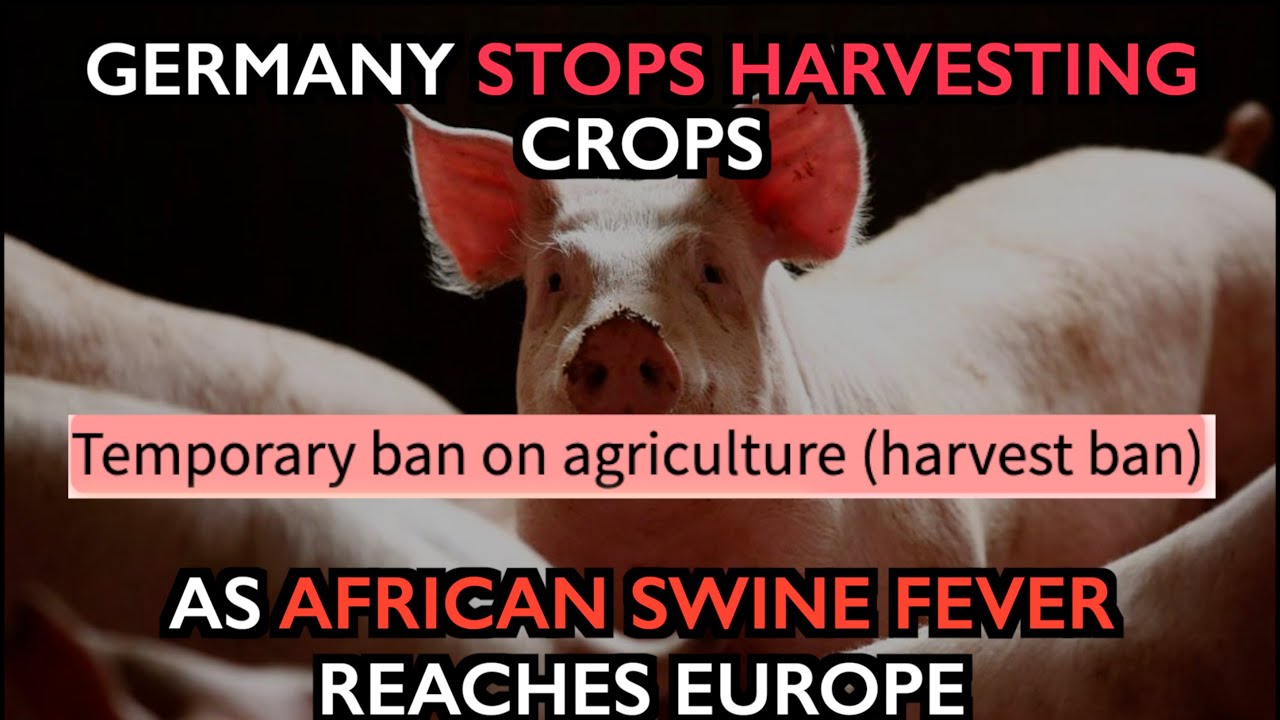 GERMANY STOPS HARVESTING
CROPS
Temporary ban on agriculture (harvest ban)
AS AFRICAN SWINE FEVER
REACHES EUROPE